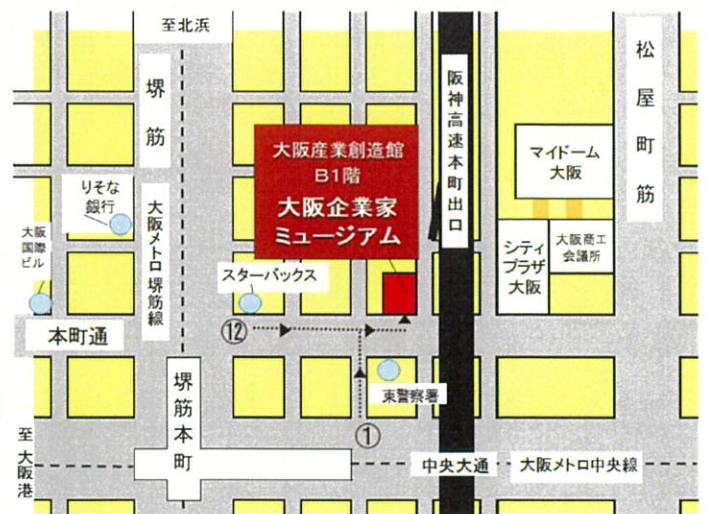 至北浜
堺筋
阪神高速本町出口
松屋町筋
大阪産業創造館
B1階
大阪企業家
ミュージアム
マイドーム
大阪
りそな
銀行
大阪メトロ堺筋線
大阪
国際
ビル
シティ
プラザ
大阪
大阪商工
会議所
スターバックス
本町通
⑫
堺筋本町
東警察署
①
至大阪港
中央大通
大阪メトロ中央線